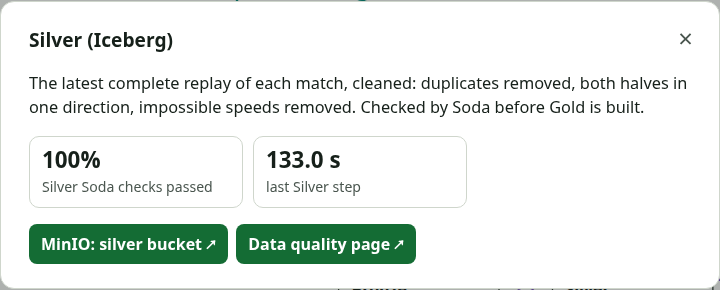 Silver (Iceberg)
The latest complete replay of each match, cleaned: duplicates removed, both halves in
one direction, impossible speeds removed. Checked by Soda before Gold is built.
100%
Silver Soda checks passed
133.0 s
last Silver step
MinIO: silver bucket ↗
Data quality page ↗